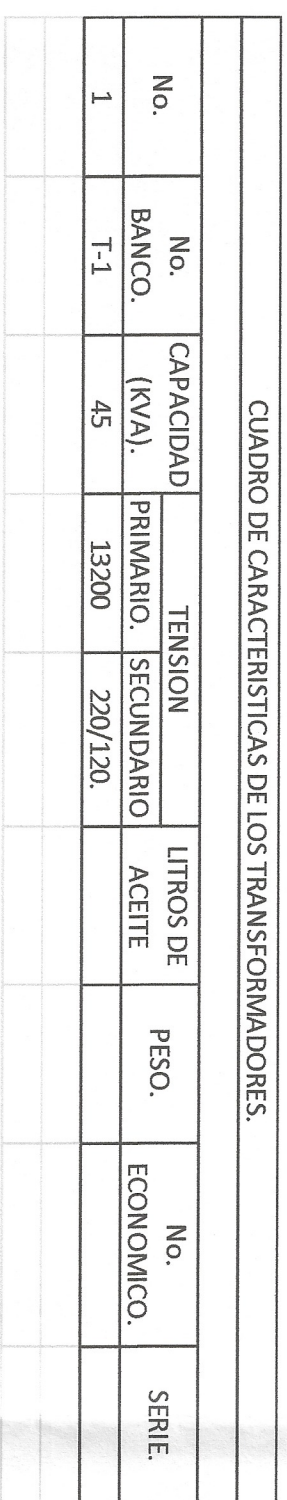 CUADRO DE CARACTERISTICAS DE LOS TRANSFORMADORES.
No.
No.
BANCO.
CAPACIDAD
(KVA).
TENSION
PRIMARIO.
SECUNDARIO
LITROS DE
ACEITE
PESO.
No.
ECONOMICO.
SERIE.
1
T-1
45
13200
220/120.